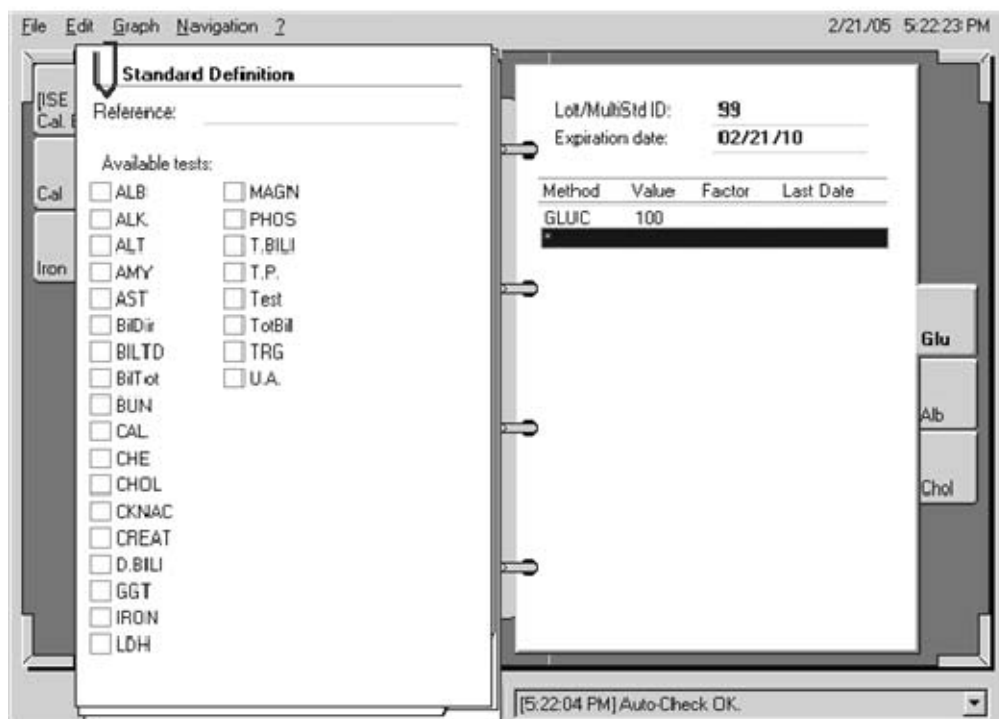 File Edit Graph Navigation ?
2/21/05 5:22:23 PM
[ISE
Cal.
Cal
Iron
Standard Definition
Reference:
Available tests:
ALB MAGN
ALK. PHOS
ALT T.BILI
AMY T.P.
AST Test
BilDir TotBil
BILTD TRG
BilTot U.A.
BUN
CAL
CHE
CHOL
CKNAC
CREAT
D.BILI
GGT
IRON
LDH
Lot/MultiStd ID: 99
Expiration date: 02/21/10
Method Value Factor Last Date
GLUC 100
*
Glu
Alb
Chol
[5:22:04 PM] Auto-Check OK.